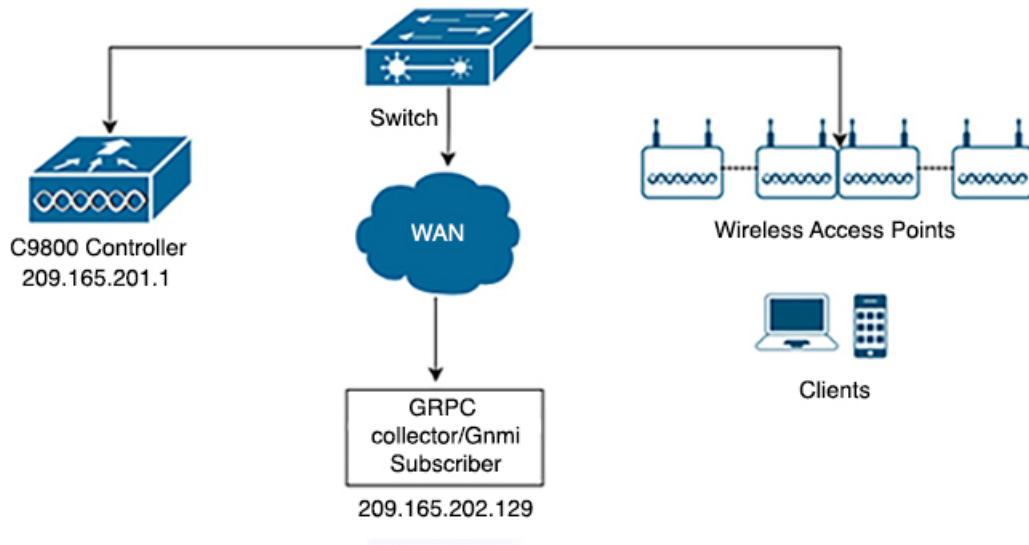 Switch
WAN
C9800 Controller
209.165.201.1
Wireless Access Points
Clients
GRPC
collector/Gnmi
Subscriber
209.165.202.129